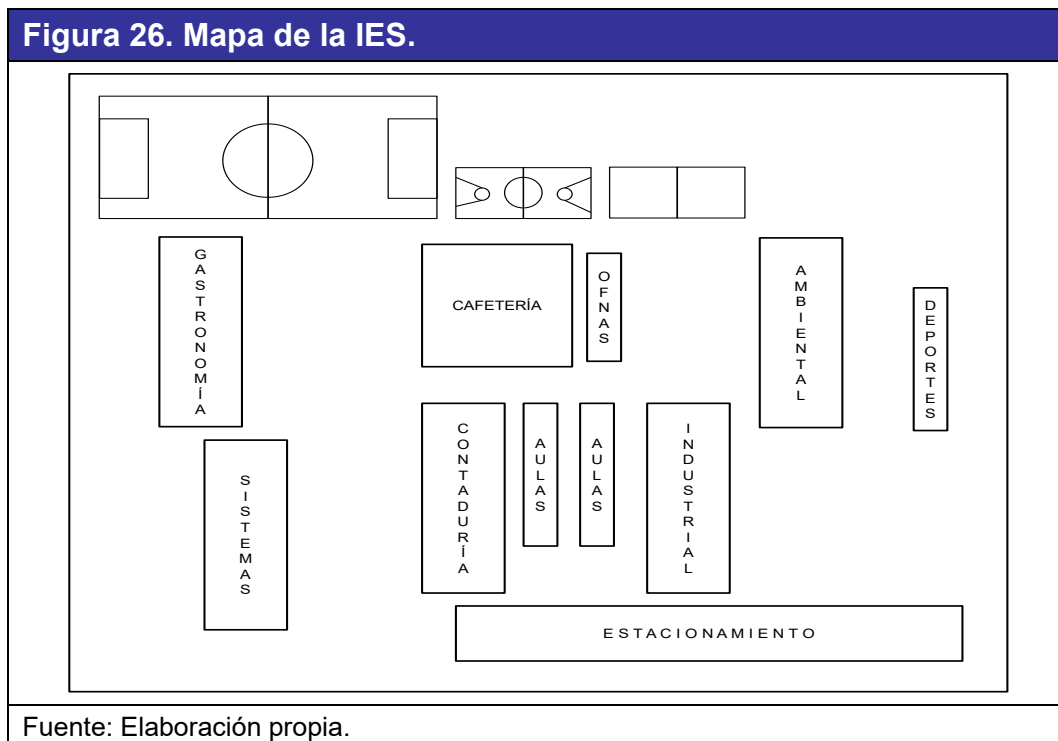 Figura 26. Mapa de la IES.
GASTRONOMÍA
CAFETERÍA
OFNAS
AMBIENTAL
DEPORTES
SISTEMAS
CONTADURÍA
AULAS
AULAS
INDUSTRIAL
ESTACIONAMIENTO
Fuente: Elaboración propia.